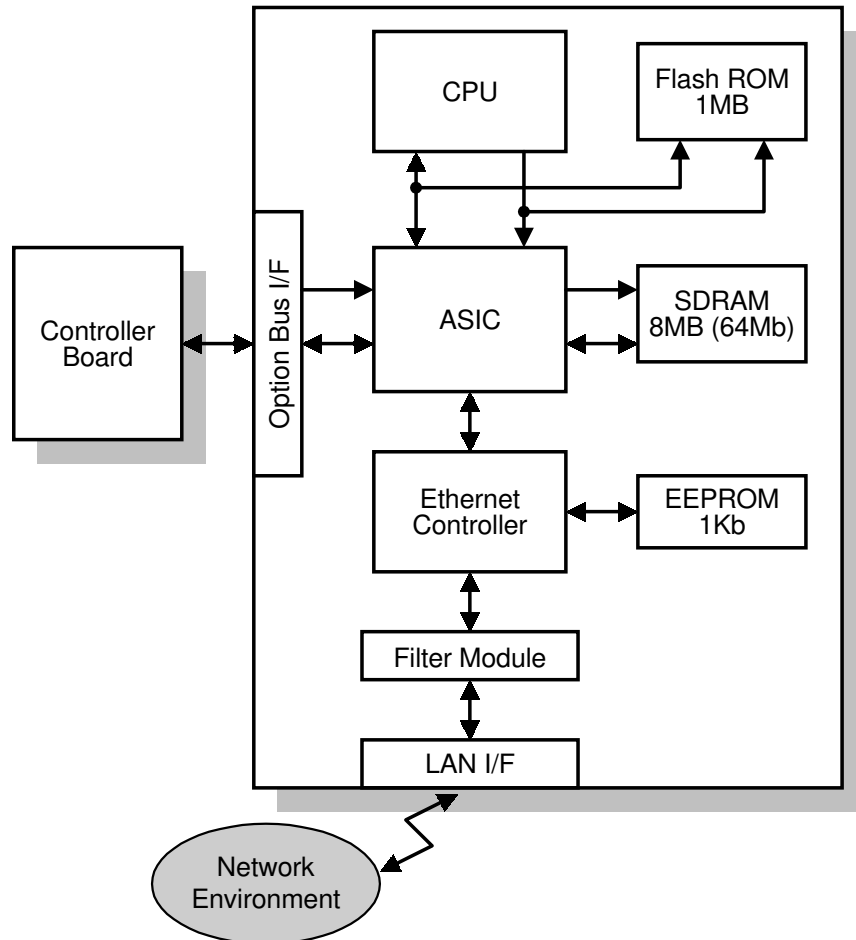 CPU
Flash ROM
1MB
Controller
Board
Option Bus I/F
ASIC
SDRAM
8MB (64Mb)
Ethernet
Controller
EEPROM
1Kb
Filter Module
LAN I/F
Network
Environment